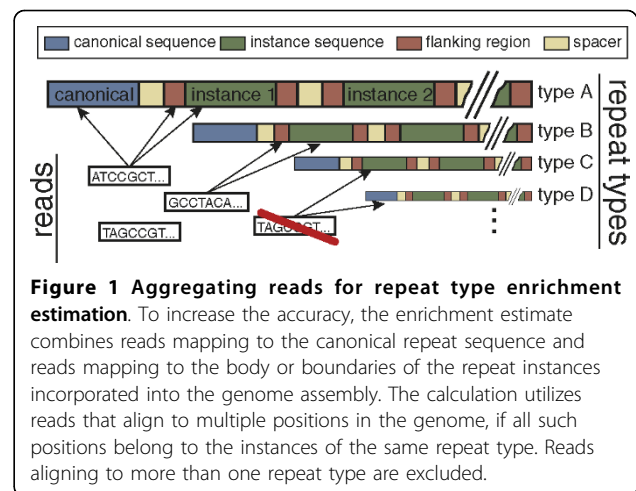 canonical sequence instance sequence flanking region spacer
canonical instance 1 instance 2 type A
type B
type C
type D
repeat types
reads
ATCCGCT...
GCCTACA...
TAGCCGT...
TAGCCGT...
Figure 1 Aggregating reads for repeat type enrichment
estimation. To increase the accuracy, the enrichment estimate
combines reads mapping to the canonical repeat sequence and
reads mapping to the body or boundaries of the repeat instances
incorporated into the genome assembly. The calculation utilizes
reads that align to multiple positions in the genome, if all such
positions belong to the instances of the same repeat type. Reads
aligning to more than one repeat type are excluded.